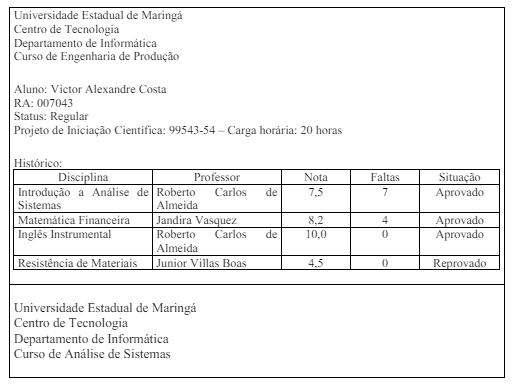 Universidade Estadual de Maringá
Centro de Tecnologia
Departamento de Informática
Curso de Engenharia de Produção
Aluno: Victor Alexandre Costa
RA: 007043
Status: Regular
Projeto de Iniciação Científica: 99543-54 – Carga horária: 20 horas
Histórico:
Disciplina Professor Nota Faltas Situação
Introdução a Análise de Roberto Carlos de 7,5 7 Aprovado
Sistemas Almeida
Matemática Financeira Jandira Vasquez 8,2 4 Aprovado
Inglês Instrumental Roberto Carlos de 10,0 0 Aprovado
Almeida
Resistência de Materiais Junior Villas Boas 4,5 0 Reprovado
Universidade Estadual de Maringá
Centro de Tecnologia
Departamento de Informática
Curso de Análise de Sistemas